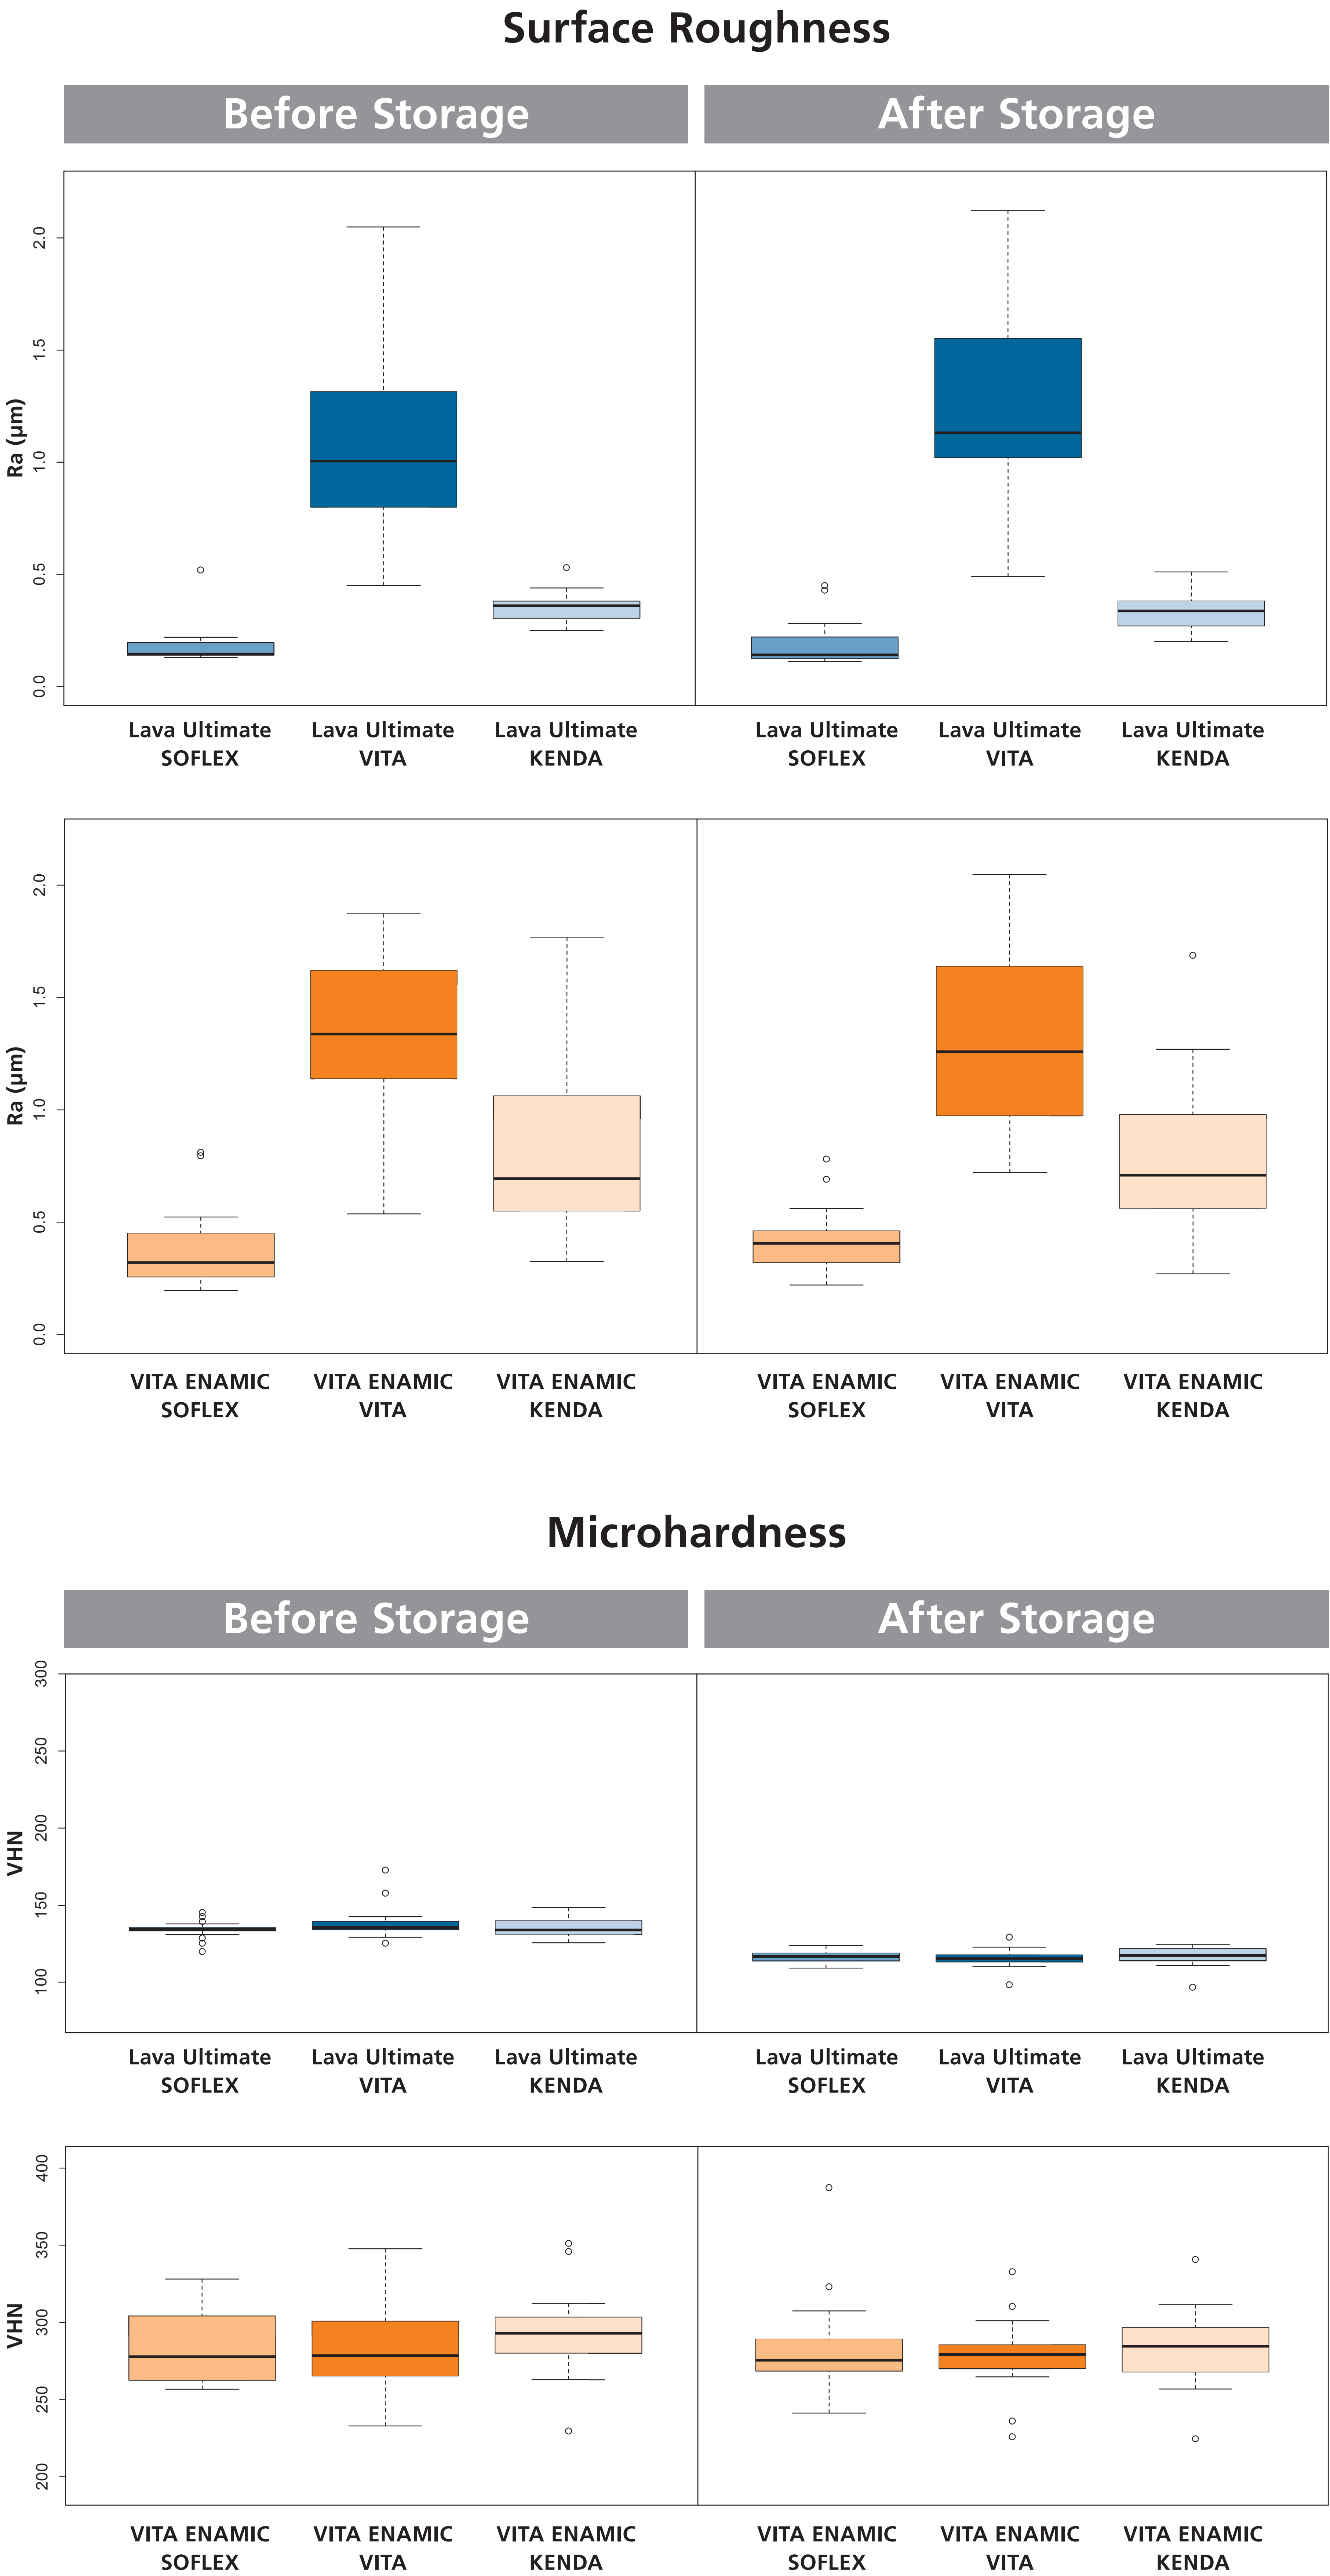 Surface Roughness
Before Storage
After Storage
Ra (µm)
2.0
1.5
1.0
0.5
0.0
Lava Ultimate
SOFLEX
Lava Ultimate
VITA
Lava Ultimate
KENDA
Lava Ultimate
SOFLEX
Lava Ultimate
VITA
Lava Ultimate
KENDA
Ra (µm)
2.0
1.5
1.0
0.5
0.0
VITA ENAMIC
SOFLEX
VITA ENAMIC
VITA
VITA ENAMIC
KENDA
VITA ENAMIC
SOFLEX
VITA ENAMIC
VITA
VITA ENAMIC
KENDA
Microhardness
Before Storage
After Storage
VHN
300
250
200
150
100
Lava Ultimate
SOFLEX
Lava Ultimate
VITA
Lava Ultimate
KENDA
Lava Ultimate
SOFLEX
Lava Ultimate
VITA
Lava Ultimate
KENDA
VHN
400
350
300
250
200
VITA ENAMIC
SOFLEX
VITA ENAMIC
VITA
VITA ENAMIC
KENDA
VITA ENAMIC
SOFLEX
VITA ENAMIC
VITA
VITA ENAMIC
KENDA